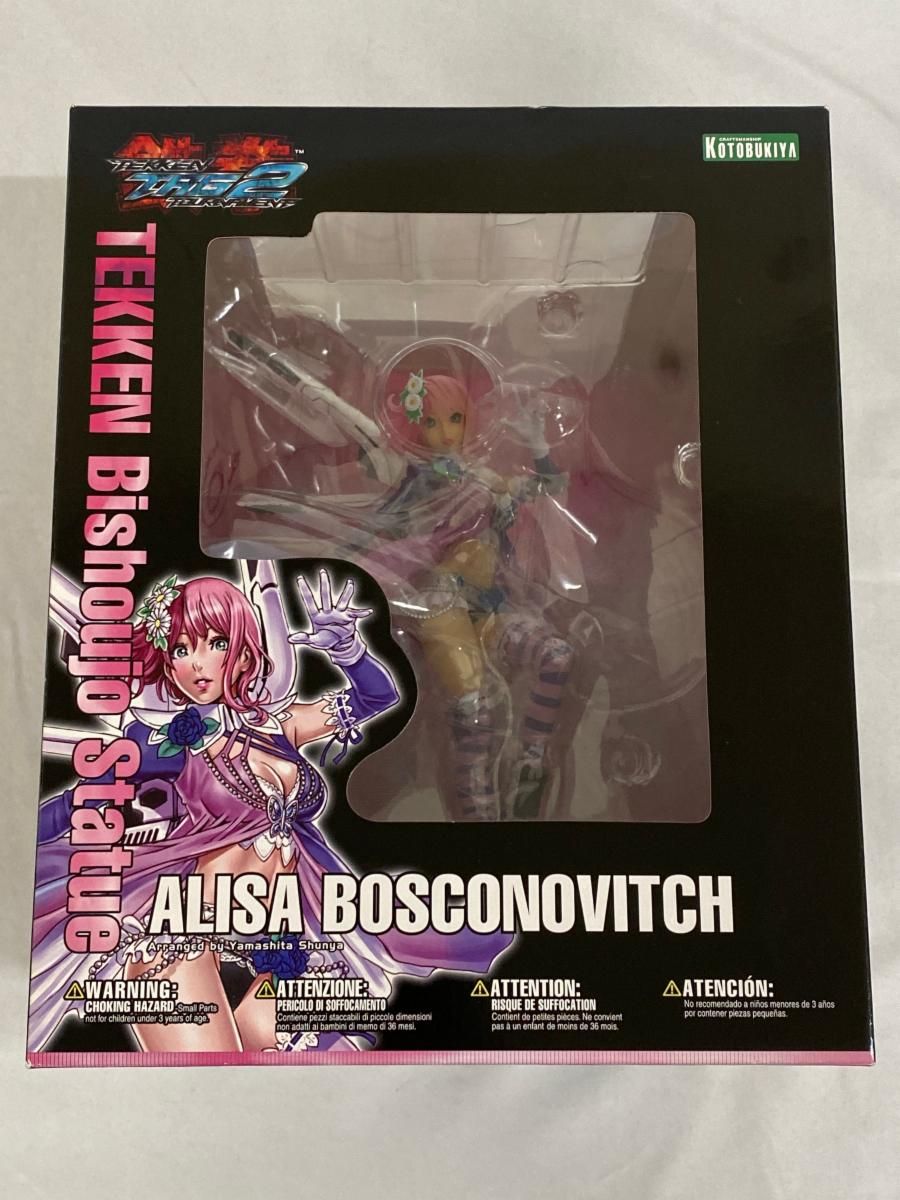 TEKKEN
TAG2
TOURNAMENT
™
CRAFTSMANSHIP
KOTOBUKIYA
TEKKEN Bishoujo Statue
ALISA BOSCONOVITCH
Arranged by Yamashita Shunya
WARNING:
CHOKING HAZARD-Small Parts
not for children under 3 years of age.
ATTENZIONE:
PERICOLO DI SOFFOCAMENTO
Contiene pezzi staccabili di piccole dimensioni
non adatti ai bambini di memo di 36 mesi.
ATTENTION:
RISQUE DE SUFFOCATION
Contient de petites pièces. Ne convient
pas à un enfant de moins de 36 mois.
ATENCIÓN:
No recomendado a niños menores de 3 años
por contener piezas pequeñas.